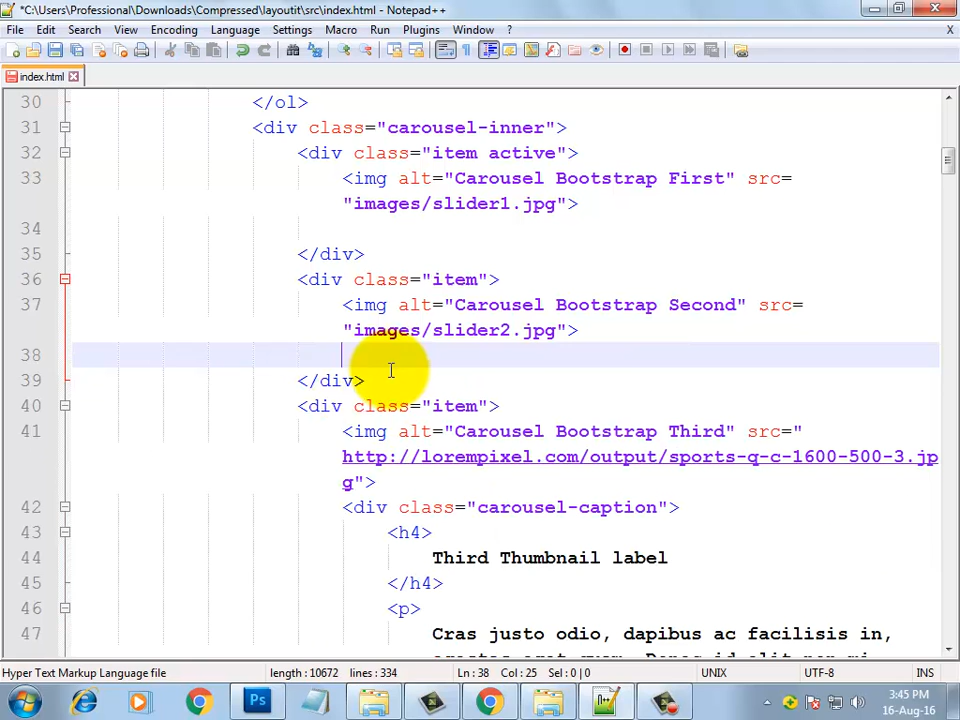 *C:\Users\Professional\Downloads\Compressed\layoutit\src\index.html - Notepad++
File Edit Search View Encoding Language Settings Macro Run Plugins Window ? X
index.html
30 </ol>
31 <div class="carousel-inner">
32 <div class="item active">
33 <img alt="Carousel Bootstrap First" src=
"images/slider1.jpg">
34
35 </div>
36 <div class="item">
37 <img alt="Carousel Bootstrap Second" src=
"images/slider2.jpg">
38
39 </div>
40 <div class="item">
41 <img alt="Carousel Bootstrap Third" src="
http://lorempixel.com/output/sports-q-c-1600-500-3.jp
g">
42 <div class="carousel-caption">
43 <h4>
44 Third Thumbnail label
45 </h4>
46 <p>
47 Cras justo odio, dapibus ac facilisis in,
Hyper Text Markup Language file length : 10672 lines : 334 Ln : 38 Col : 25 Sel : 0 | 0 UNIX UTF-8 INS
Ps
3:45 PM
16-Aug-16